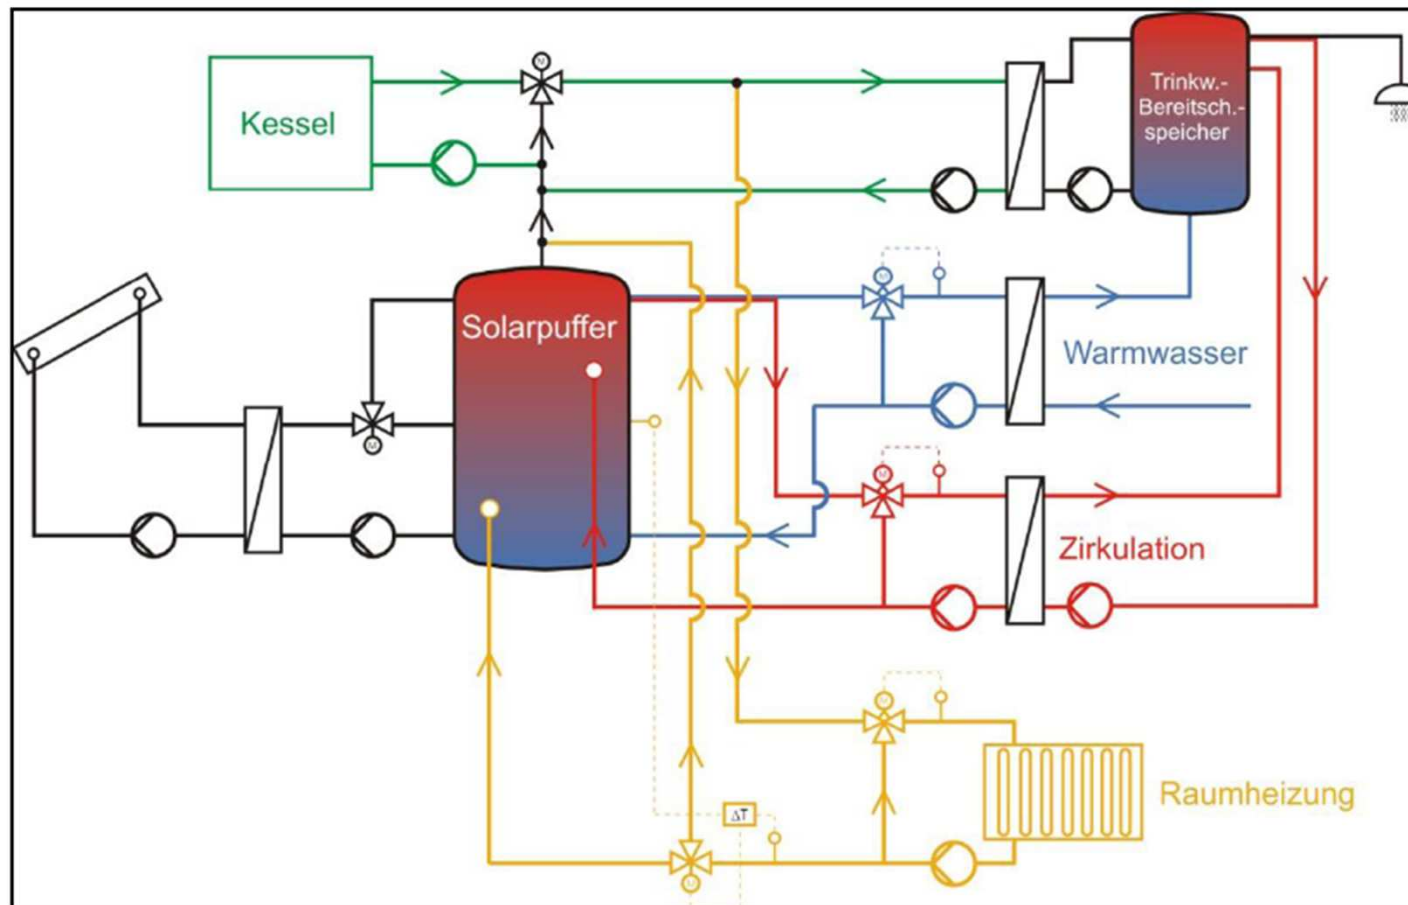 Kessel
Trinkw.-
Bereitsch.-
speicher
Solarpuffer
Warmwasser
Zirkulation
Raumheizung
ΔT
M
M
M
M
M
M